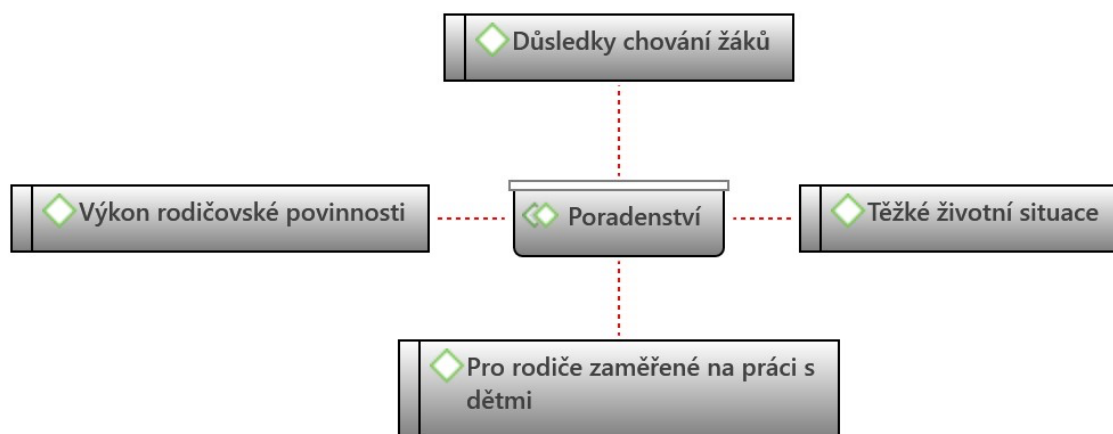 Důsledky chování žáků
Výkon rodičovské povinnosti
Poradenství
Těžké životní situace
Pro rodiče zaměřené na práci s
dětmi